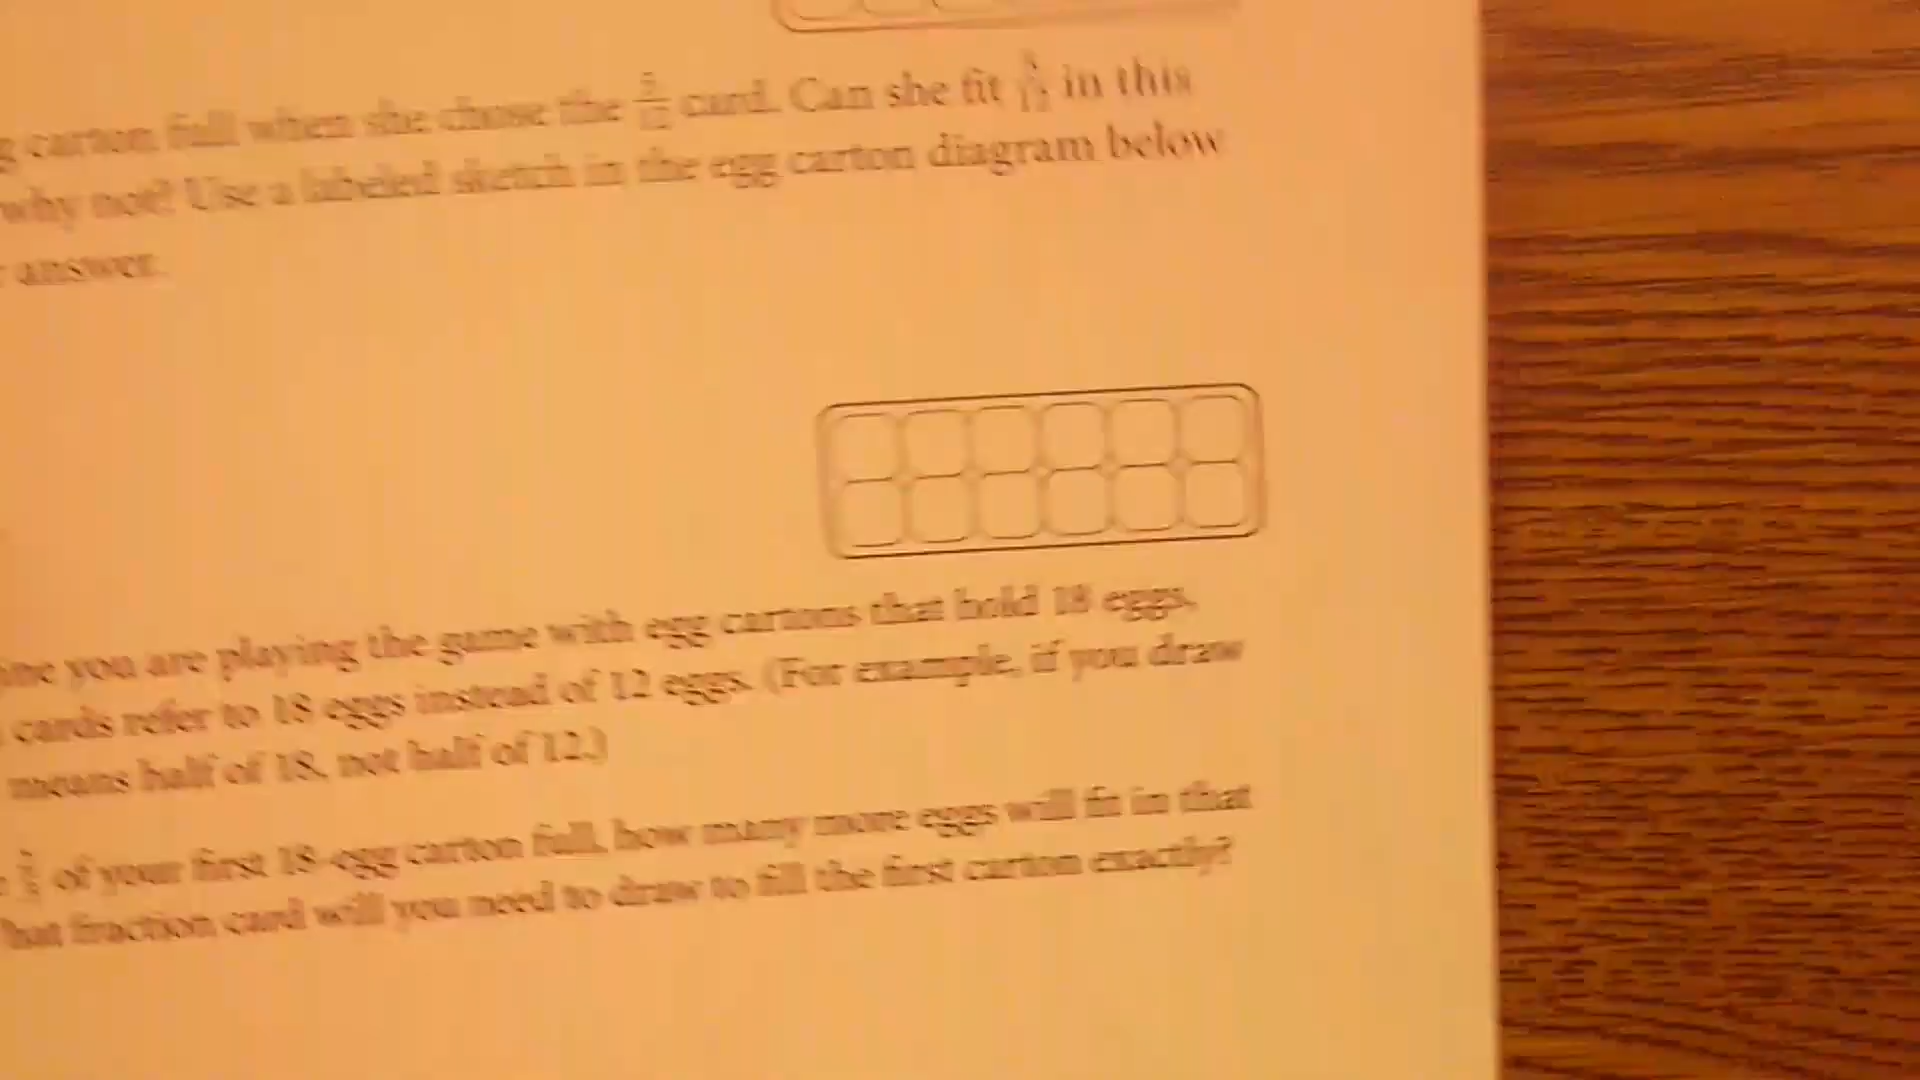 carton full when she chose the card. Can she fit in this
why not? Use a labeled sketch in the egg carton diagram below
answer.
you are playing the game with egg cartons that hold 18 eggs.
cards refer to 18 eggs instead of 12 eggs. (For example, if you draw
means half of 18, not half of 12.)
of your first 18-egg carton full, how many more eggs will fit in that
fraction card will you need to draw to fill the first carton exactly?